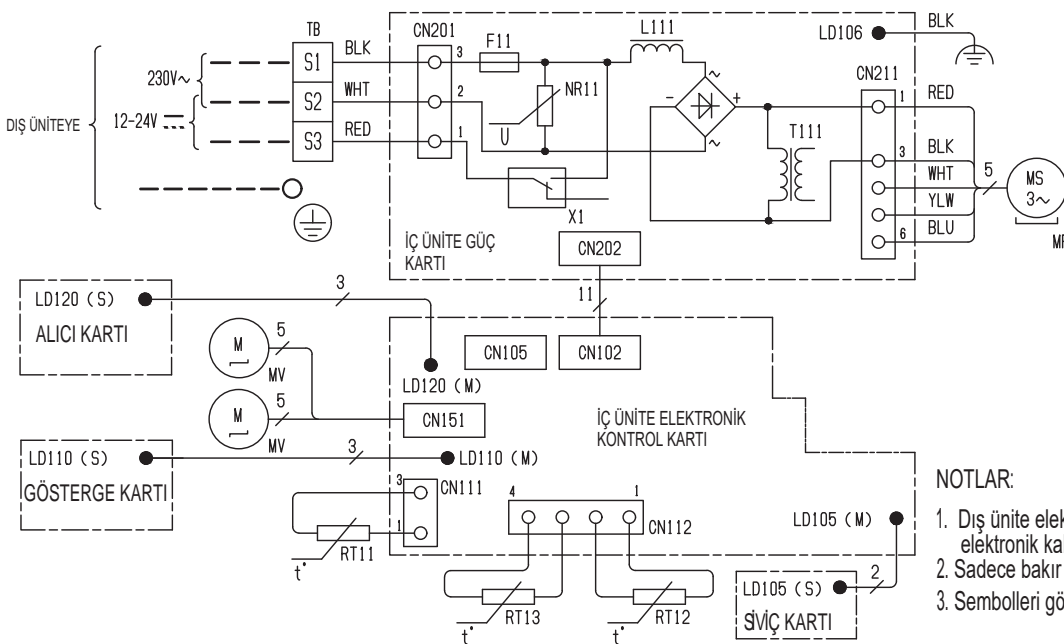 TB
CN201
BLK
S1
3
F11
L111
LD106
BLK
230V~
WHT
2
NR11
CN211
S2
~
1
RED
12-24V
DIŞ ÜNİTEYE
RED
1
-
+
T111
S3
U
~
3
BLK
WHT
5
MS
3~
YLW
X1
6
BLU
İÇ ÜNİTE GÜÇ
KARTI
CN202
11
LD120 (S)
3
ALICI KARTI
M
5
MV
CN105
CN102
LD120 (M)
M
5
MV
CN151
İÇ ÜNİTE ELEKTRONİK
KONTROL KARTI
LD110 (S)
3
LD110 (M)
GÖSTERGE KARTI
3
CN111
1
RT11
t°
4
1
CN112
LD105 (M)
RT13
t°
RT12
t°
LD105 (S)
2
SİVİÇ KARTI
NOTLAR:
1. Dış ünite
elektronik
2. Sadece bakır
3. Sembolleri